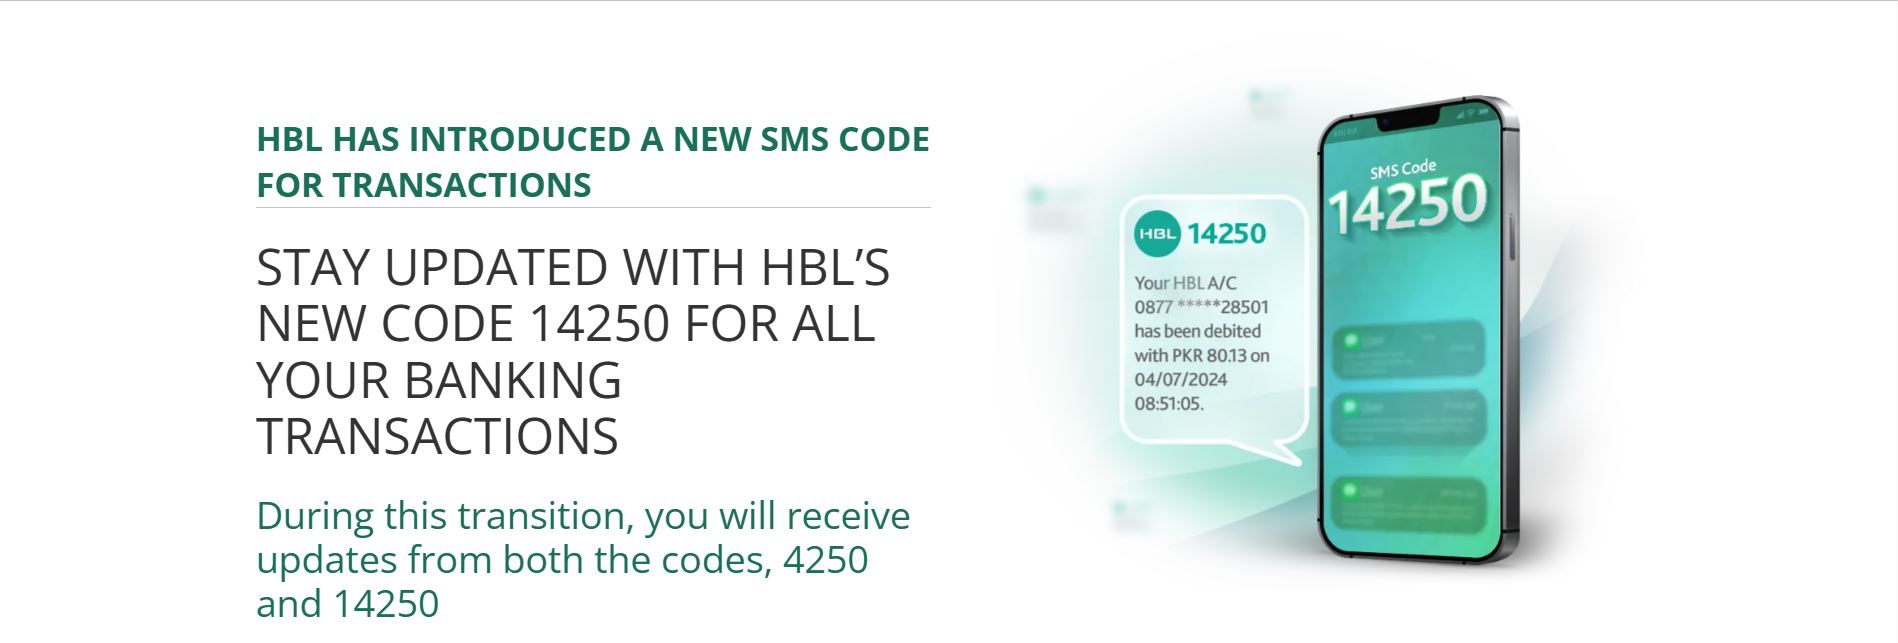 HBL HAS INTRODUCED A NEW SMS CODE
FOR TRANSACTIONS
STAY UPDATED WITH HBL’S
NEW CODE 14250 FOR ALL
YOUR BANKING
TRANSACTIONS
During this transition, you will receive
updates from both the codes, 4250
and 14250
HBL 14250
Your HBL A/C
0877 *****28501
has been debited
with PKR 80.13 on
04/07/2024
08:51:05.
SMS Code
14250